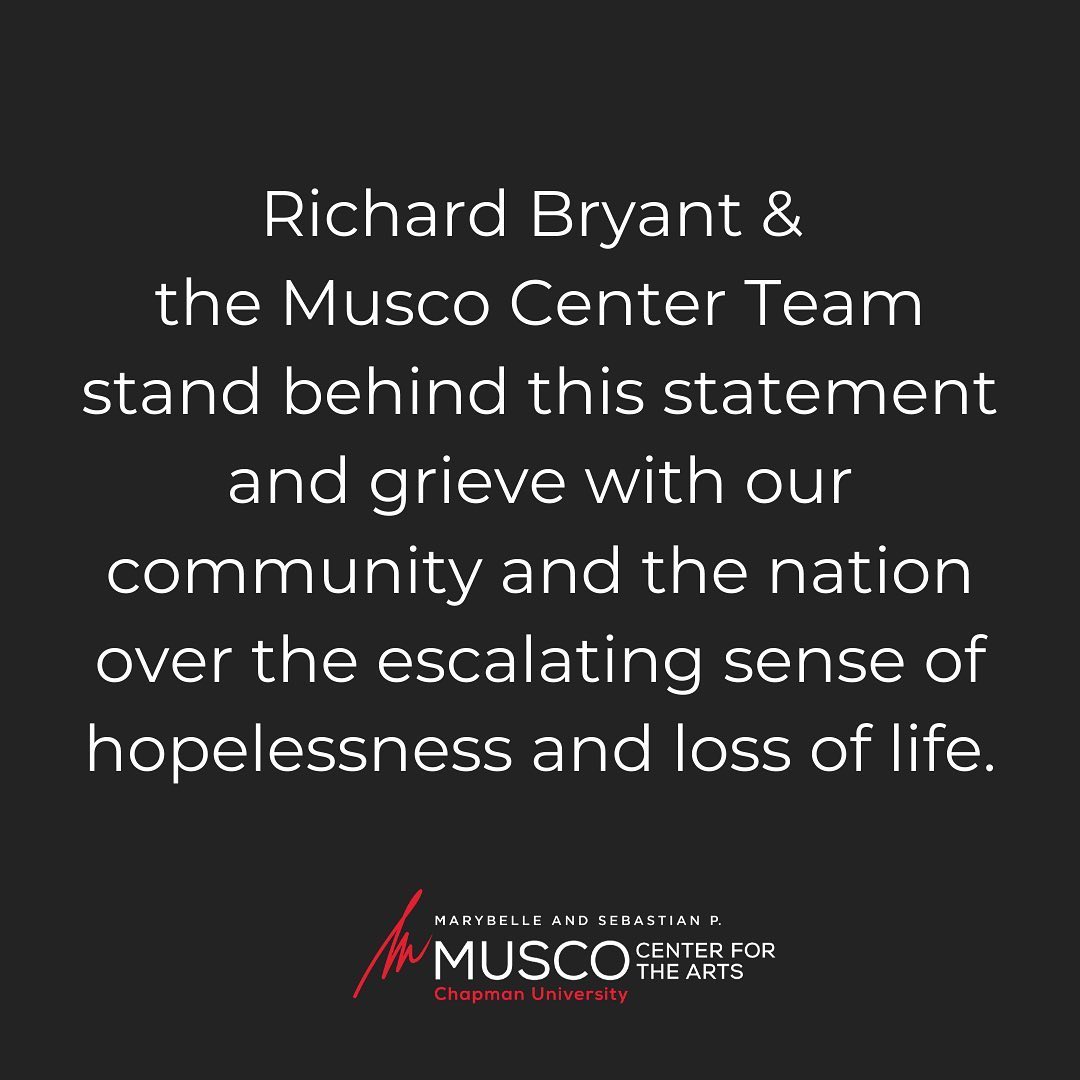 Richard Bryant &
the Musco Center Team
stand behind this statement
and grieve with our
community and the nation
over the escalating sense of
hopelessness and loss of life.
MARYBELLE AND SEBASTIAN P.
MUSCO CENTER FOR
THE ARTS
Chapman University